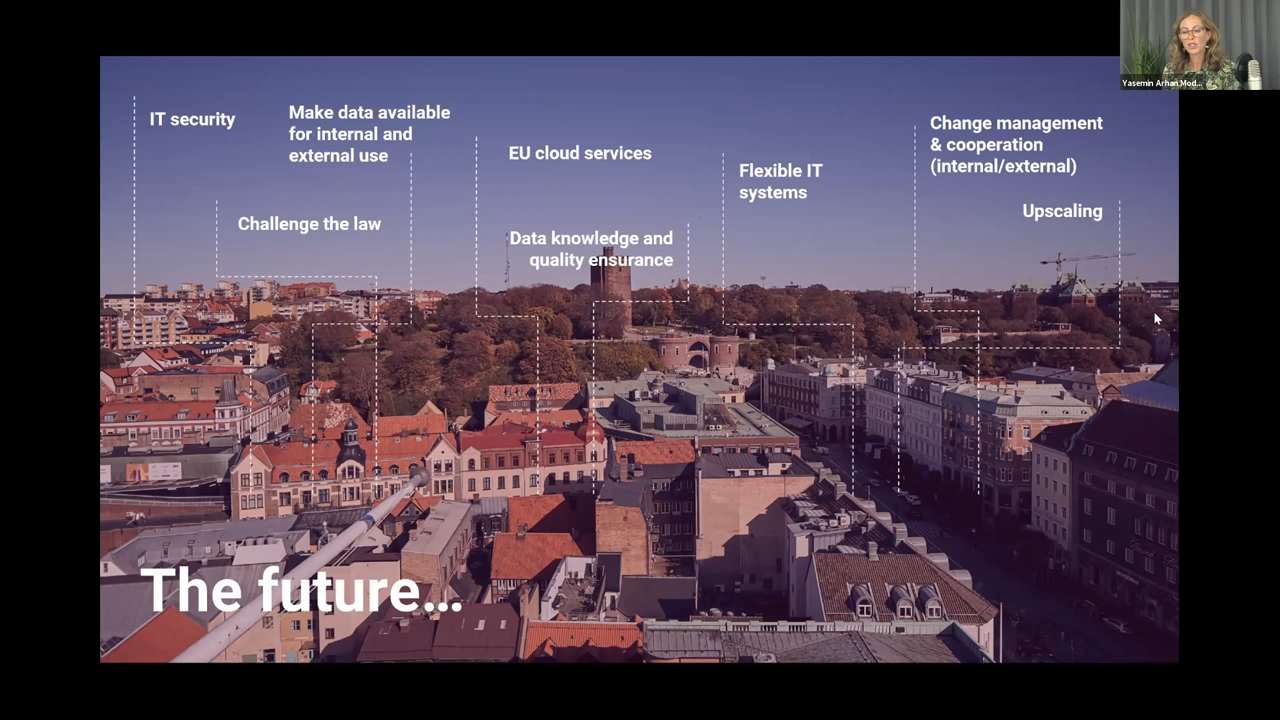 Yasemin Arhan Mod...
IT security
Make data available
for internal and
external use
Challenge the law
EU cloud services
Data knowledge and
quality ensurance
Flexible IT
systems
Change management
& cooperation
(internal/external)
Upscaling
The future...